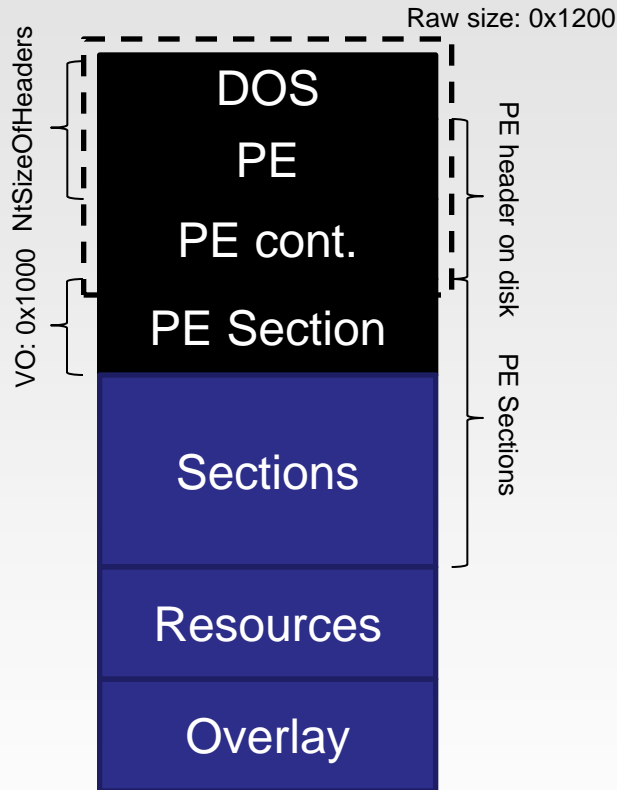 Raw size: 0x1200
DOS
PE
PE cont.
PE Section
Sections
Resources
Overlay
NtSizeOfHeaders
VO: 0x1000
PE header on disk
PE Sections